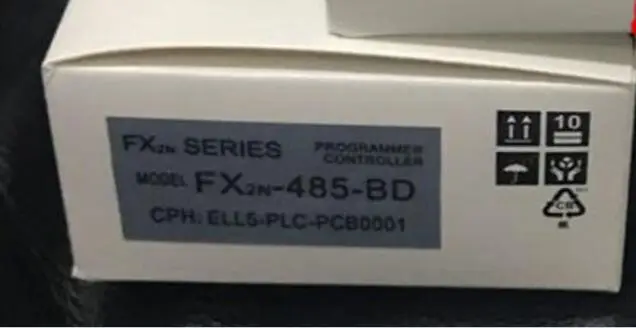 FX2N SERIES
PROGRAMMER
CONTROLLER
MODEL FX2N-485-BD
CPH: ELL5-PLC-PCB0001
10